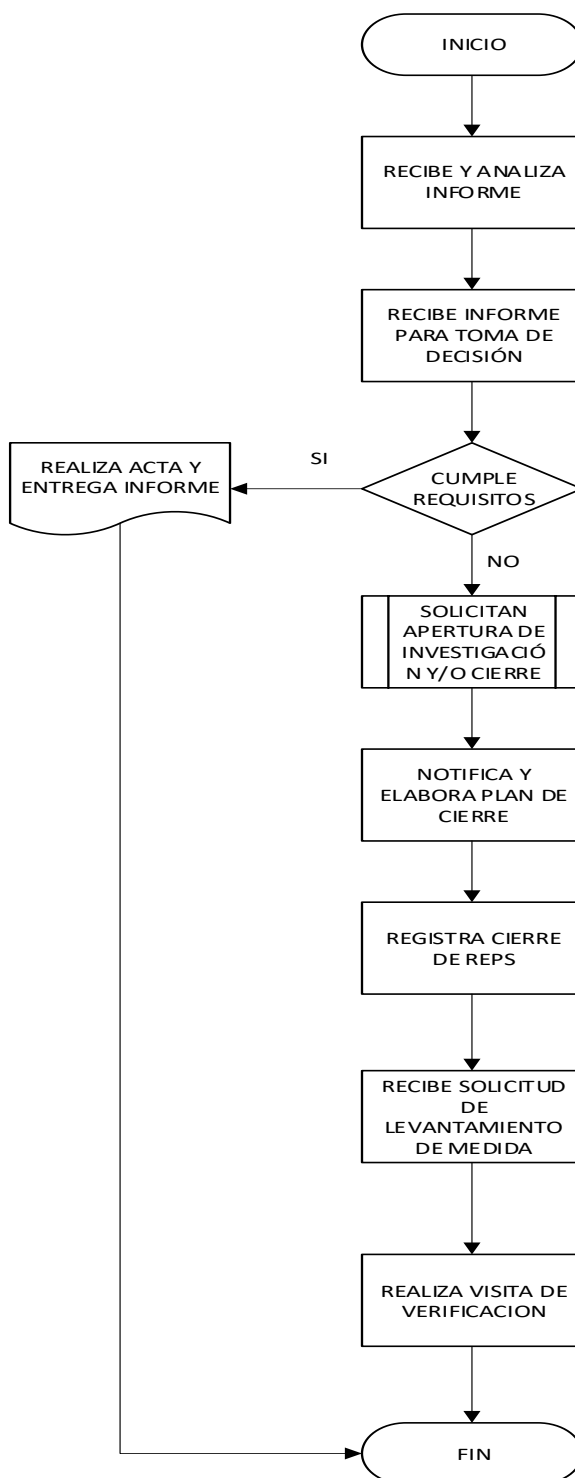 INICIO
RECIBE Y ANALIZA
INFORME
RECIBE INFORME
PARA TOMA DE
DECISIÓN
CUMPLE
REQUISITOS
SI
REALIZA ACTA Y
ENTREGA INFORME
NO
SOLICITAN
APERTURA DE
INVESTIGACIÓ
N Y/O CIERRE
NOTIFICA Y
ELABORA PLAN DE
CIERRE
REGISTRA CIERRE
DE REPS
RECIBE SOLICITUD
DE
LEVANTAMIENTO
DE MEDIDA
REALIZA VISITA DE
VERIFICACION
FIN